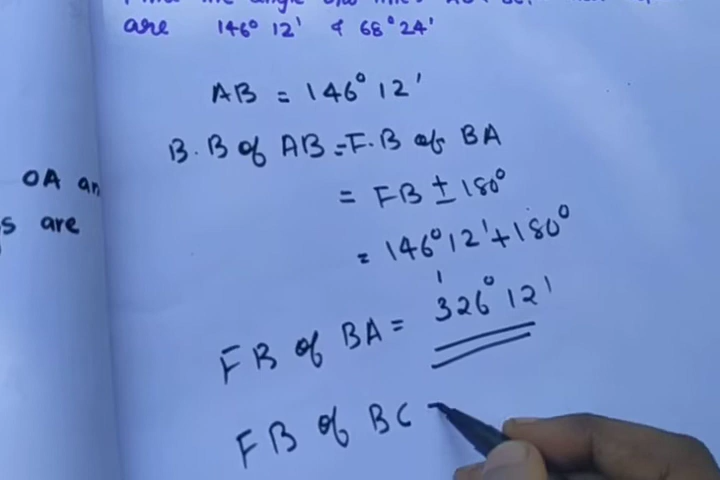 are 146° 12' & 68° 24'
AB = 146° 12'
B.B of AB = F.B of BA
= FB ± 180°
= 146° 12' + 180°
FB of BA = 326° 12'
FB of BC -
OA an
s are